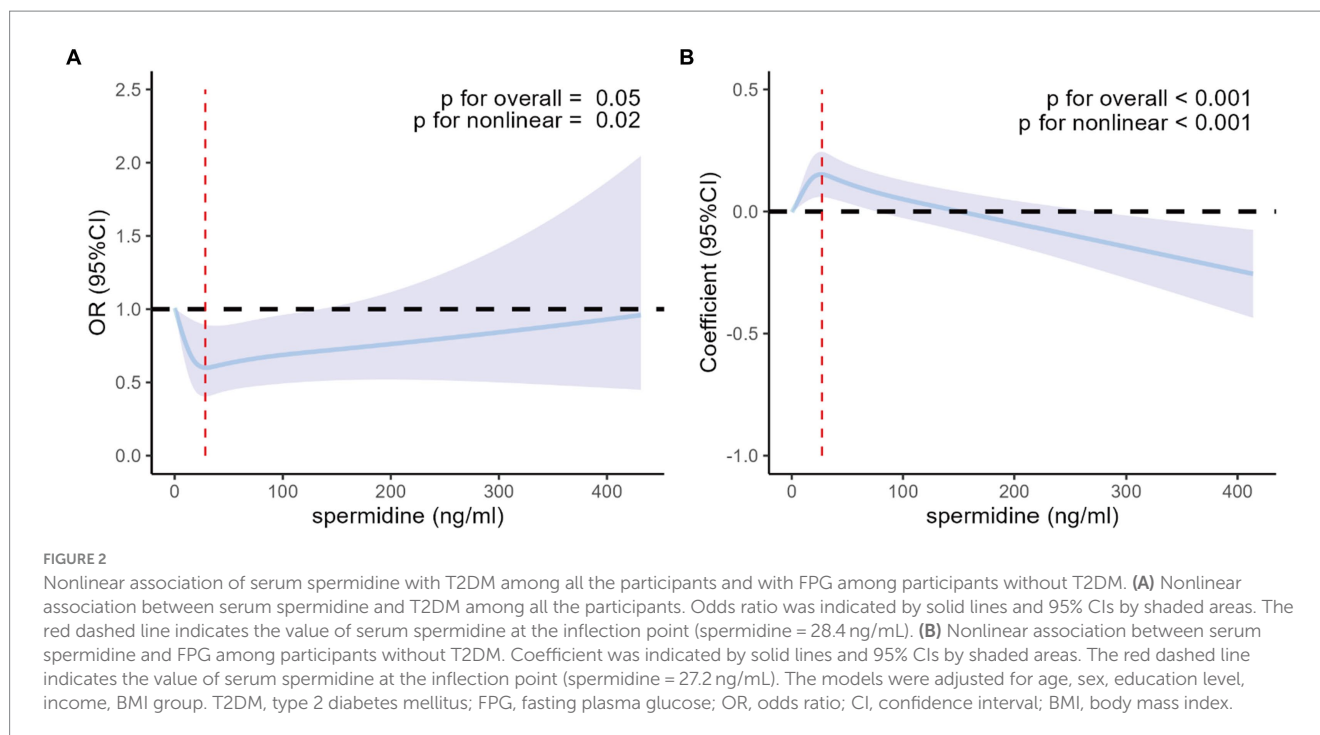 A
p for overall = 0.05
p for nonlinear = 0.02
2.5
2.0
1.5
1.0
0.5
0.0
OR (95%CI)
0 100 200 300 400
spermidine (ng/ml)
B
p for overall < 0.001
p for nonlinear < 0.001
0.5
0.0
-0.5
-1.0
Coefficient (95%CI)
0 100 200 300 400
spermidine (ng/ml)
FIGURE 2
Nonlinear association of serum spermidine with T2DM among all the participants and with FPG among participants without T2DM. (A) Nonlinear
association between serum spermidine and T2DM among all the participants. Odds ratio was indicated by solid lines and 95% CIs by shaded areas. The
red dashed line indicates the value of serum spermidine at the inflection point (spermidine = 28.4 ng/mL). (B) Nonlinear association between serum
spermidine and FPG among participants without T2DM. Coefficient was indicated by solid lines and 95% CIs by shaded areas. The red dashed line
indicates the value of serum spermidine at the inflection point (spermidine = 27.2 ng/mL). The models were adjusted for age, sex, education level,
income, BMI group. T2DM, type 2 diabetes mellitus; FPG, fasting plasma glucose; OR, odds ratio; CI, confidence interval; BMI, body mass index.